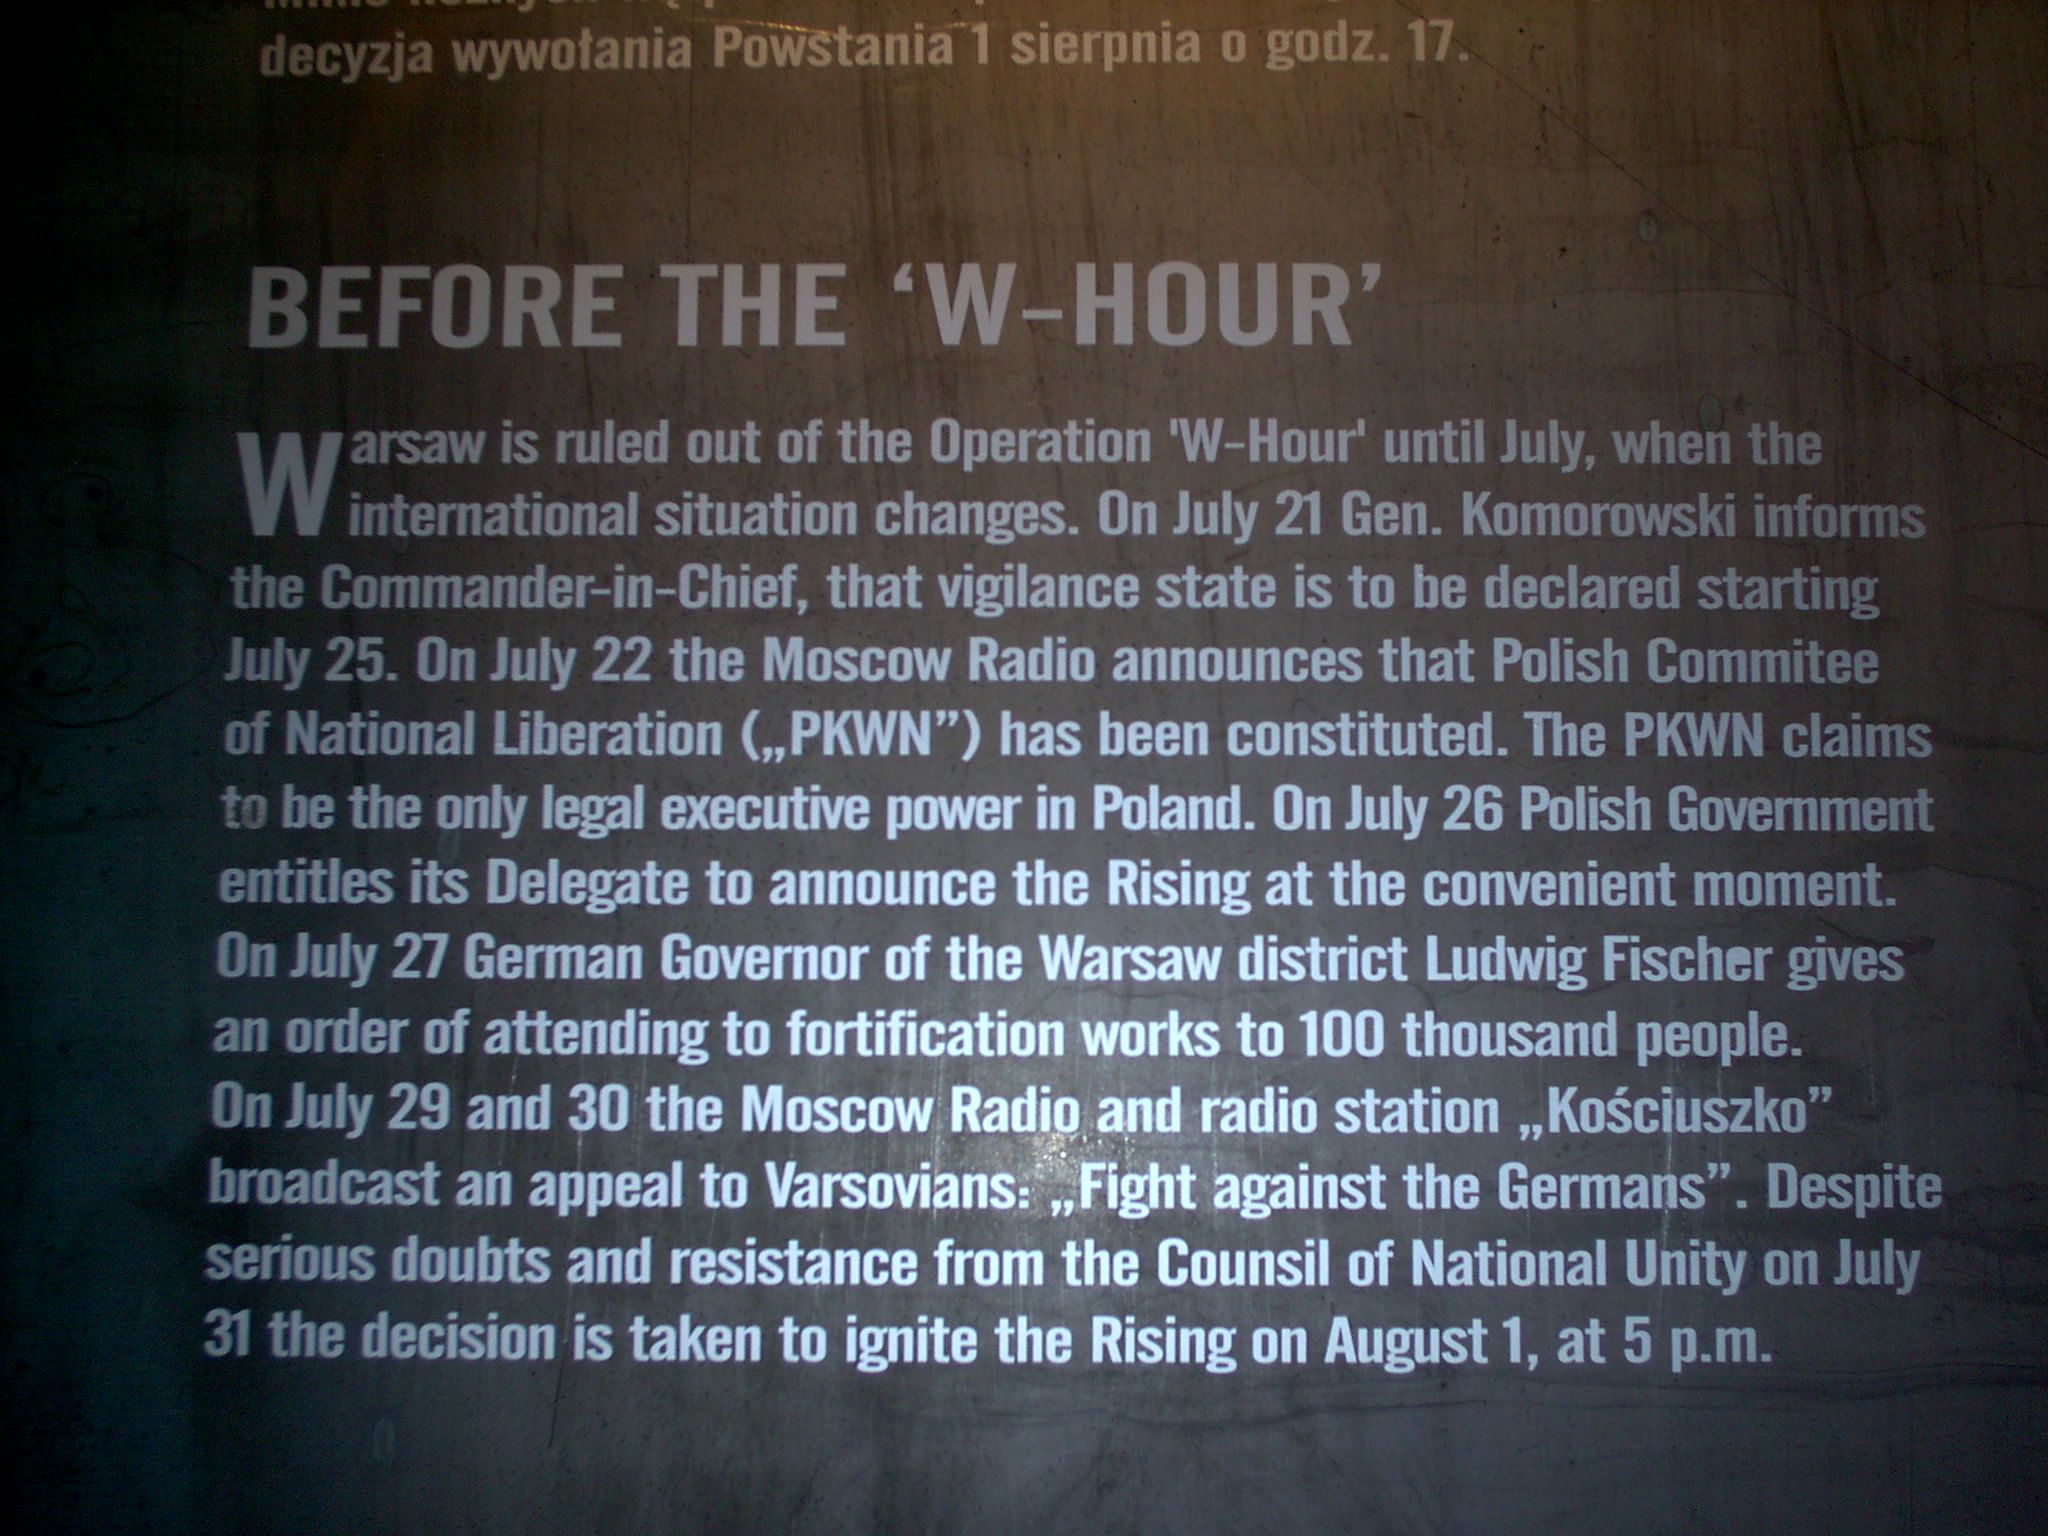 decyzja wywołania Powstania 1 sierpnia o godz. 17.
BEFORE THE ‘W-HOUR’
Warsaw is ruled out of the Operation 'W-Hour' until July, when the
international situation changes. On July 21 Gen. Komorowski informs
the Commander-in-Chief, that vigilance state is to be declared starting
July 25. On July 22 the Moscow Radio announces that Polish Commitee
of National Liberation („PKWN”) has been constituted. The PKWN claims
to be the only legal executive power in Poland. On July 26 Polish Government
entitles its Delegate to announce the Rising at the convenient moment.
On July 27 German Governor of the Warsaw district Ludwig Fischer gives
an order of attending to fortification works to 100 thousand people.
On July 29 and 30 the Moscow Radio and radio station „Kościuszko”
broadcast an appeal to Varsovians: „Fight against the Germans”. Despite
serious doubts and resistance from the Counsil of National Unity on July
31 the decision is taken to ignite the Rising on August 1, at 5 p.m.